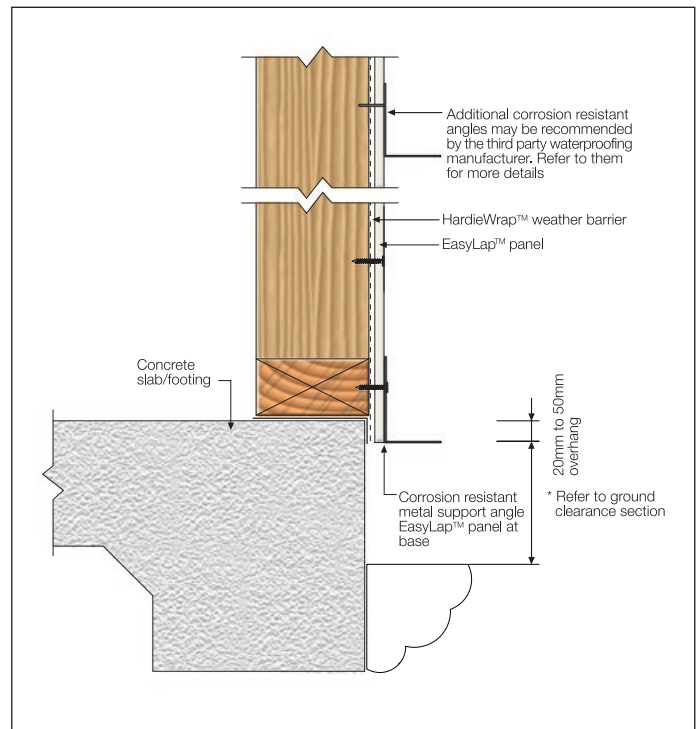 Additional corrosion resistant
angles may be recommended
by the third party waterproofing
manufacturer. Refer to them
for more details
HardieWrap™ weather barrier
EasyLap™ panel
Concrete
slab/footing
20mm to 50mm
overhang
* Refer to ground
clearance section
Corrosion resistant
metal support angle
EasyLap™ panel at
base